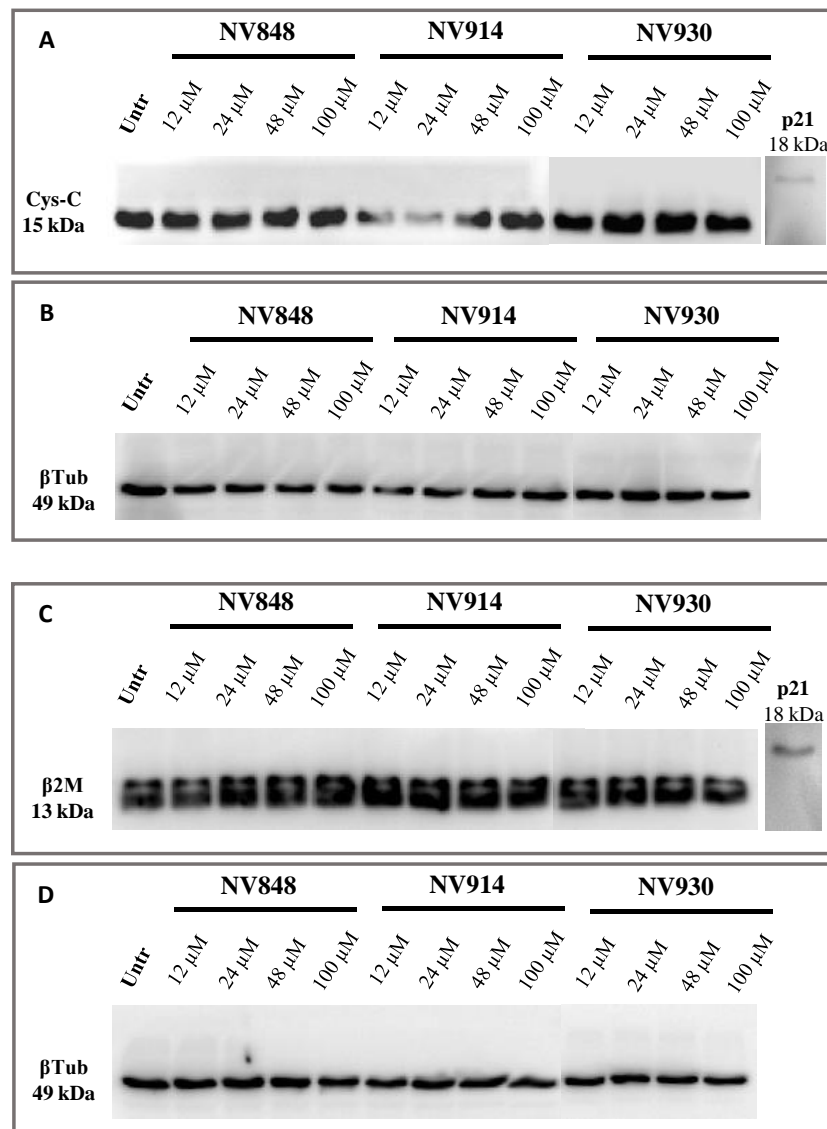 A
NV848 NV914 NV930
Untr 12 µM 24 µM 48 µM 100 µM 12 µM 24 µM 48 µM 100 µM 12 µM 24 µM 48 µM 100 µM
p21
18 kDa
Cys-C
15 kDa
B
NV848 NV914 NV930
Untr 12 µM 24 µM 48 µM 100 µM 12 µM 24 µM 48 µM 100 µM 12 µM 24 µM 48 µM 100 µM
βTub
49 kDa
C
NV848 NV914 NV930
Untr 12 µM 24 µM 48 µM 100 µM 12 µM 24 µM 48 µM 100 µM 12 µM 24 µM 48 µM 100 µM
p21
18 kDa
β2M
13 kDa
D
NV848 NV914 NV930
Untr 12 µM 24 µM 48 µM 100 µM 12 µM 24 µM 48 µM 100 µM 12 µM 24 µM 48 µM 100 µM
βTub
49 kDa